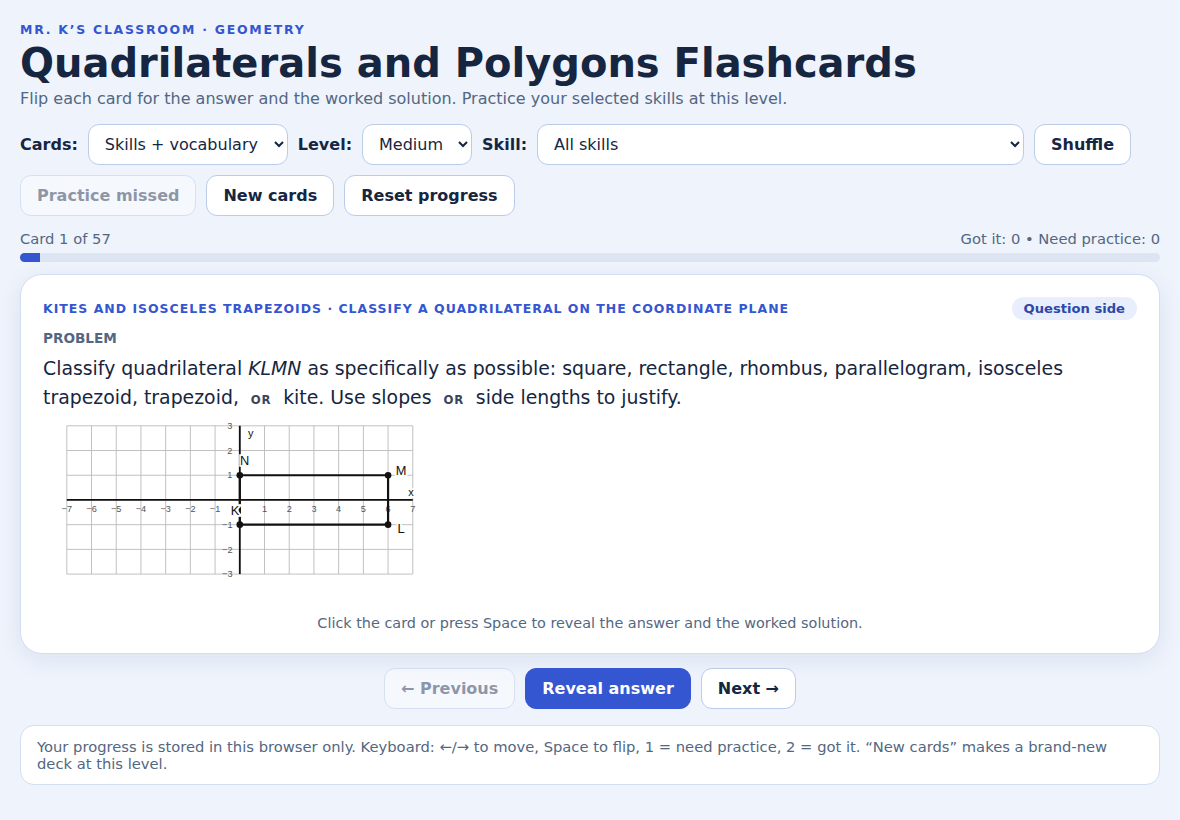 MR. K’S CLASSROOM · GEOMETRY
Quadrilaterals and Polygons Flashcards
Flip each card for the answer and the worked solution. Practice your selected skills at this level.
Cards: Skills + vocabulary Level: Medium Skill: All skills Shuffle
Practice missed New cards Reset progress
Card 1 of 57 Got it: 0 • Need practice: 0
KITES AND ISOSCELES TRAPEZOIDS · CLASSIFY A QUADRILATERAL ON THE COORDINATE PLANE Question side
PROBLEM
Classify quadrilateral KLMN as specifically as possible: square, rectangle, rhombus, parallelogram, isosceles
trapezoid, trapezoid, OR kite. Use slopes OR side lengths to justify.
3
y
2
N
1 M
x
−7 −6 −5 −4 −3 −2 −1 K 1 2 3 4 5 6 7
−1 L
−2
−3
Click the card or press Space to reveal the answer and the worked solution.
← Previous Reveal answer Next →
Your progress is stored in this browser only. Keyboard: ←/→ to move, Space to flip, 1 = need practice, 2 = got it. “New cards” makes a brand-new
deck at this level.